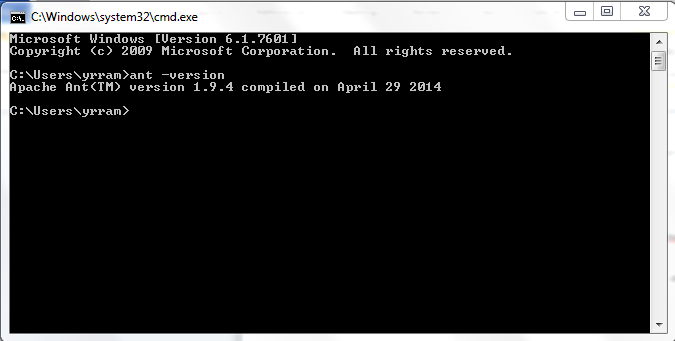 C:\Windows\system32\cmd.exe
Microsoft Windows [Version 6.1.7601]
Copyright (c) 2009 Microsoft Corporation.  All rights reserved.
C:\Users\yrram>ant -version
Apache Ant(TM) version 1.9.4 compiled on April 29 2014
C:\Users\yrram>